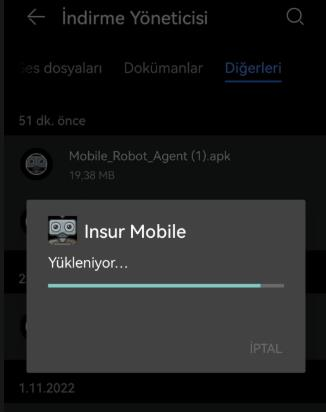 İndirme Yöneticisi
Ses dosyaları Dokümanlar Diğerleri
51 dk. önce
Mobile_Robot_Agent (1).apk
19,38 MB
Insur Mobile
Yükleniyor...
2
İPTAL
1.11.2022